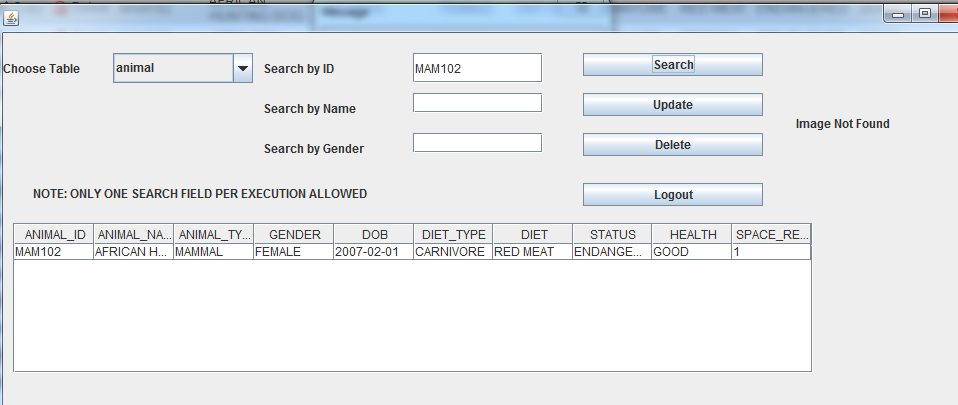 Choose Table animal Search by ID MAM102 Search
Search by Name Update
Image Not Found
Search by Gender Delete
NOTE: ONLY ONE SEARCH FIELD PER EXECUTION ALLOWED Logout
ANIMAL_ID ANIMAL_NA... ANIMAL_TY... GENDER DOB DIET_TYPE DIET STATUS HEALTH SPACE_RE...
MAM102 AFRICAN H... MAMMAL FEMALE 2007-02-01 CARNIVORE RED MEAT ENDANGE... GOOD 1